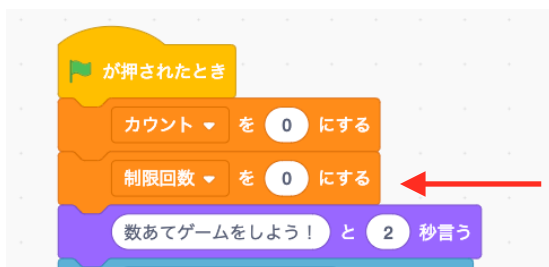 が押されたとき
カウント を 0 にする
制限回数 を 0 にする
数あてゲームをしよう！ と 2 秒言う